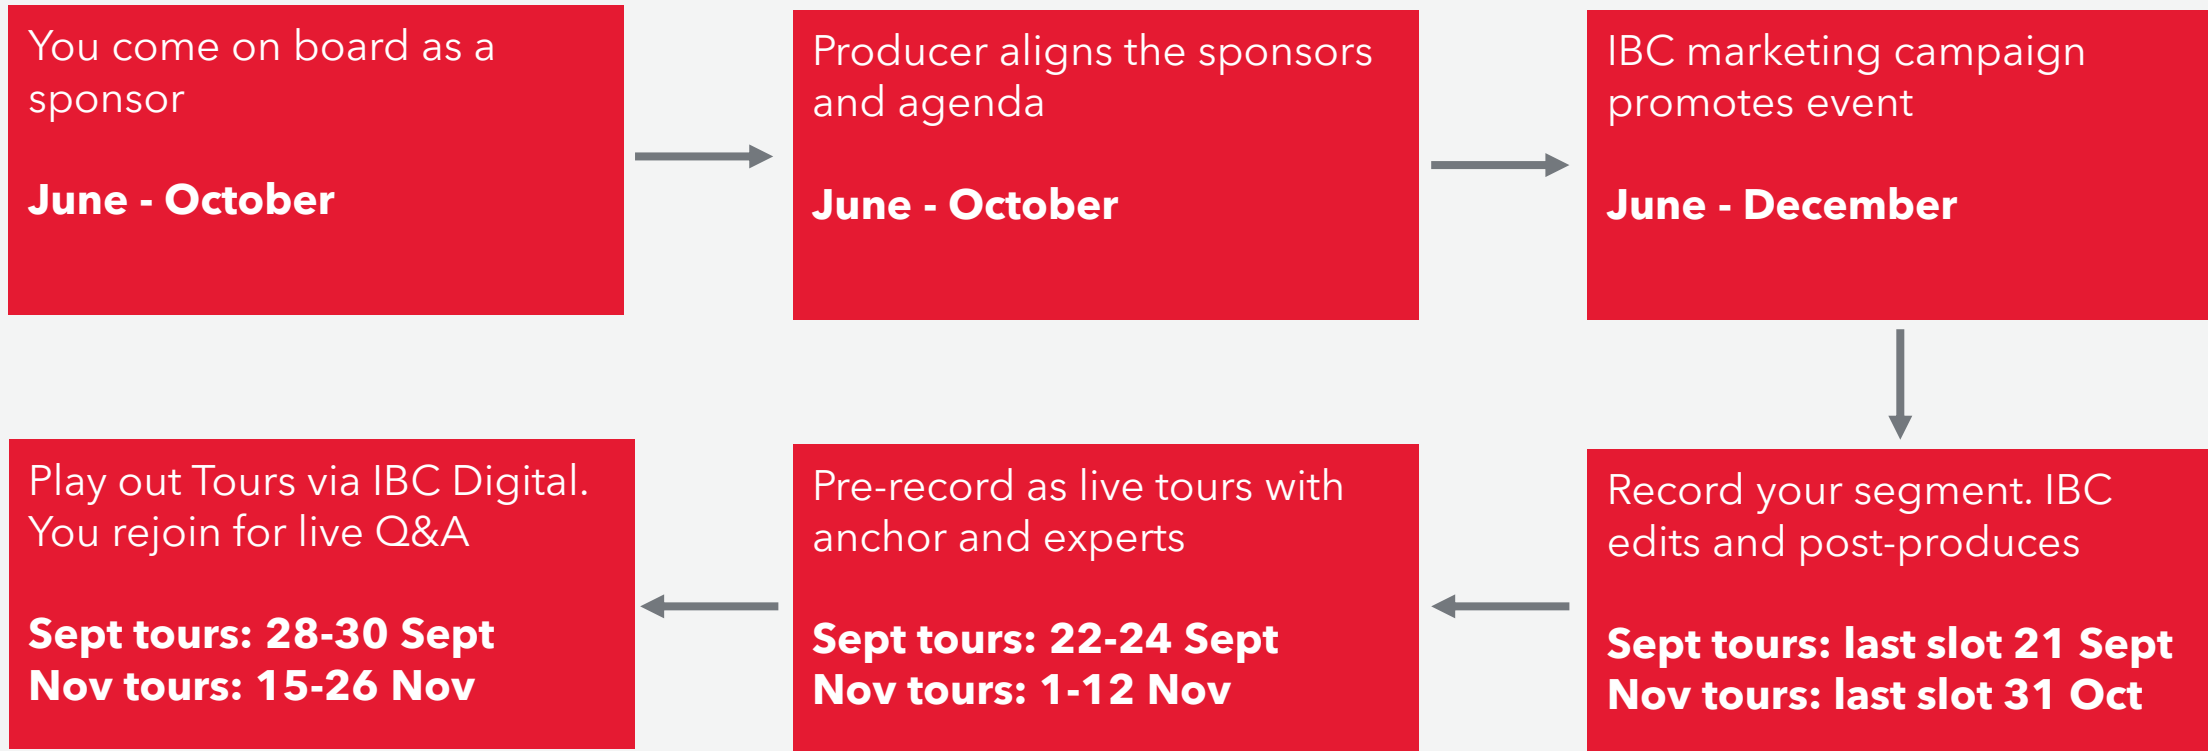 You come on board as a
sponsor
June - October
Producer aligns the sponsors
and agenda
June - October
IBC marketing campaign
promotes event
June - December
Record your segment. IBC
edits and post-produces
Sept tours: last slot 21 Sept
Nov tours: last slot 31 Oct
Pre-record as live tours with
anchor and experts
Sept tours: 22-24 Sept
Nov tours: 1-12 Nov
Play out Tours via IBC Digital.
You rejoin for live Q&A
Sept tours: 28-30 Sept
Nov tours: 15-26 Nov